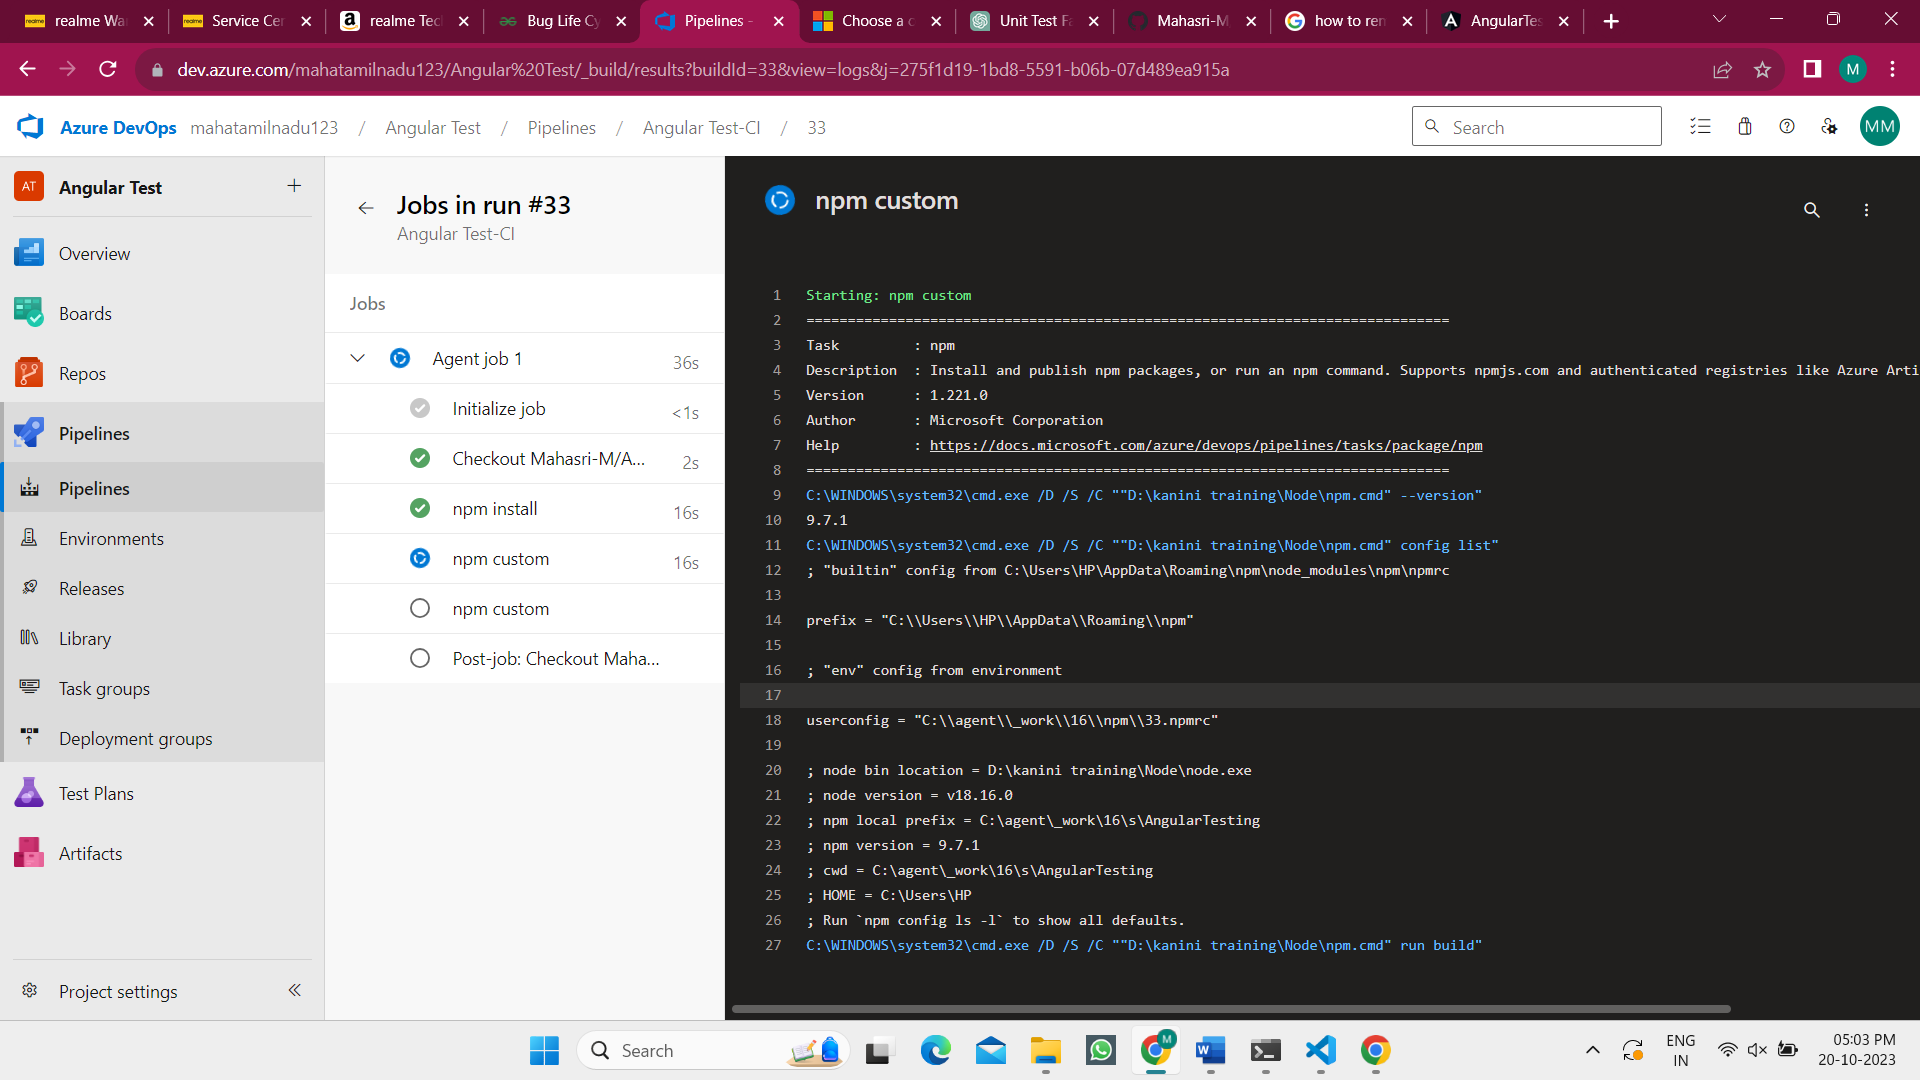 realme Wa
Service Cer
realme Tec
Bug Life Cy
Pipelines -
Choose a c
Unit Test Fa
Mahasri-M
how to ren
AngularTes
dev.azure.com/mahatamilnadu123/Angular%20Test/_build/results?buildId=33&view=logs&j=275f1d19-1bd8-5591-b06b-07d489ea915a
M
Azure DevOps mahatamilnadu123 / Angular Test / Pipelines / Angular Test-CI / 33
Search
MM
AT Angular Test
Overview
Boards
Repos
Pipelines
Pipelines
Environments
Releases
Library
Task groups
Deployment groups
Test Plans
Artifacts
Project settings
Jobs in run #33
Angular Test-CI
Jobs
Agent job 1 36s
Initialize job <1s
Checkout Mahasri-M/A... 2s
npm install 16s
npm custom 16s
npm custom
Post-job: Checkout Maha...
npm custom
1 Starting: npm custom
2 ==============================================================================
3 Task         : npm
4 Description  : Install and publish npm packages, or run an npm command. Supports npmjs.com and authenticated registries like Azure Arti
5 Version      : 1.221.0
6 Author       : Microsoft Corporation
7 Help         : https://docs.microsoft.com/azure/devops/pipelines/tasks/package/npm
8 ==============================================================================
9 C:\WINDOWS\system32\cmd.exe /D /S /C ""D:\kanini training\Node\npm.cmd" --version"
10 9.7.1
11 C:\WINDOWS\system32\cmd.exe /D /S /C ""D:\kanini training\Node\npm.cmd" config list"
12 ; "builtin" config from C:\Users\HP\AppData\Roaming\npm\node_modules\npm\npmrc
13
14 prefix = "C:\\Users\\HP\\AppData\\Roaming\\npm"
15
16 ; "env" config from environment
17
18 userconfig = "C:\\agent\\_work\\16\\npm\\33.npmrc"
19
20 ; node bin location = D:\kanini training\Node\node.exe
21 ; node version = v18.16.0
22 ; npm local prefix = C:\agent\_work\16\s\AngularTesting
23 ; npm version = 9.7.1
24 ; cwd = C:\agent\_work\16\s\AngularTesting
25 ; HOME = C:\Users\HP
26 ; Run `npm config ls -l` to show all defaults.
27 C:\WINDOWS\system32\cmd.exe /D /S /C ""D:\kanini training\Node\npm.cmd" run build"
Search
M
ENG
IN
05:03 PM
20-10-2023